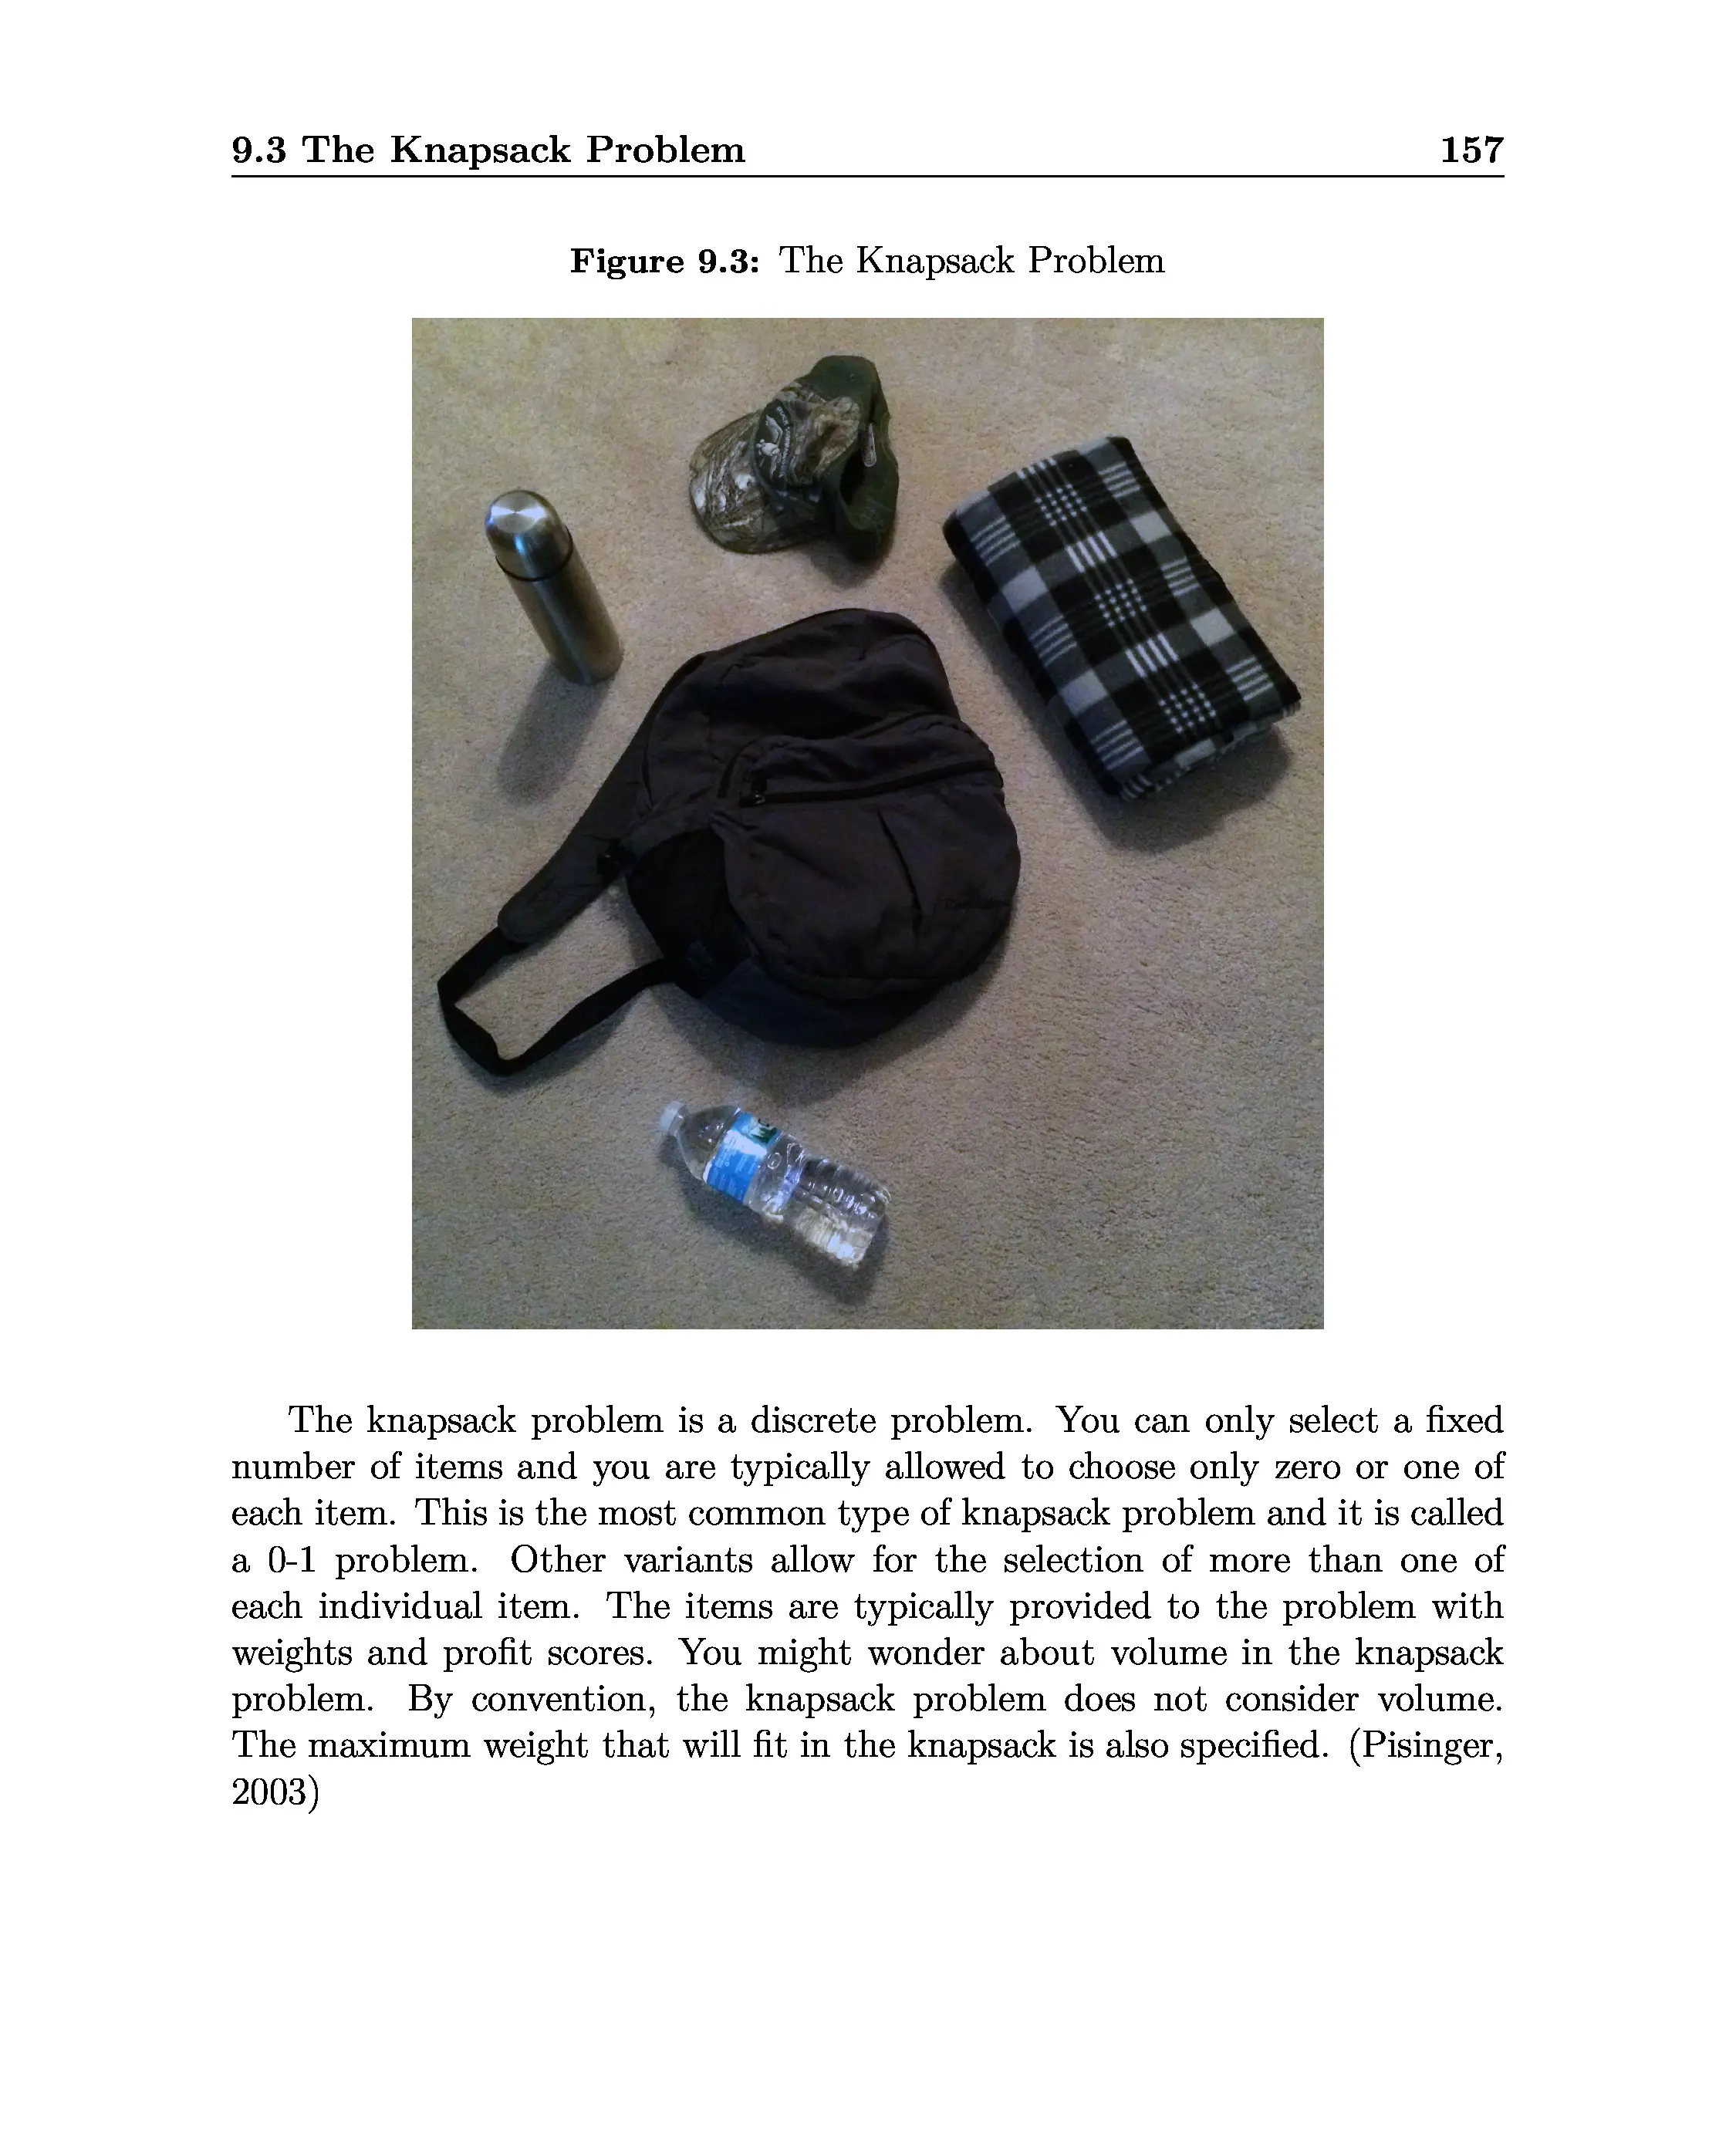 9.3 The Knapsack Problem 157
Figure 9.3: The Knapsack Problem
The knapsack problem is a discrete problem. You can only select a fixed
number of items and you are typically allowed to choose only zero or one of
each item. This is the most common type of knapsack problem and it is called
a 0-1 problem. Other variants allow for the selection of more than one of
each individual item. The items are typically provided to the problem with
weights and profit scores. You might wonder about volume in the knapsack
problem. By convention, the knapsack problem does not consider volume.
The maximum weight that will fit in the knapsack is also specified. (Pisinger,
2003)